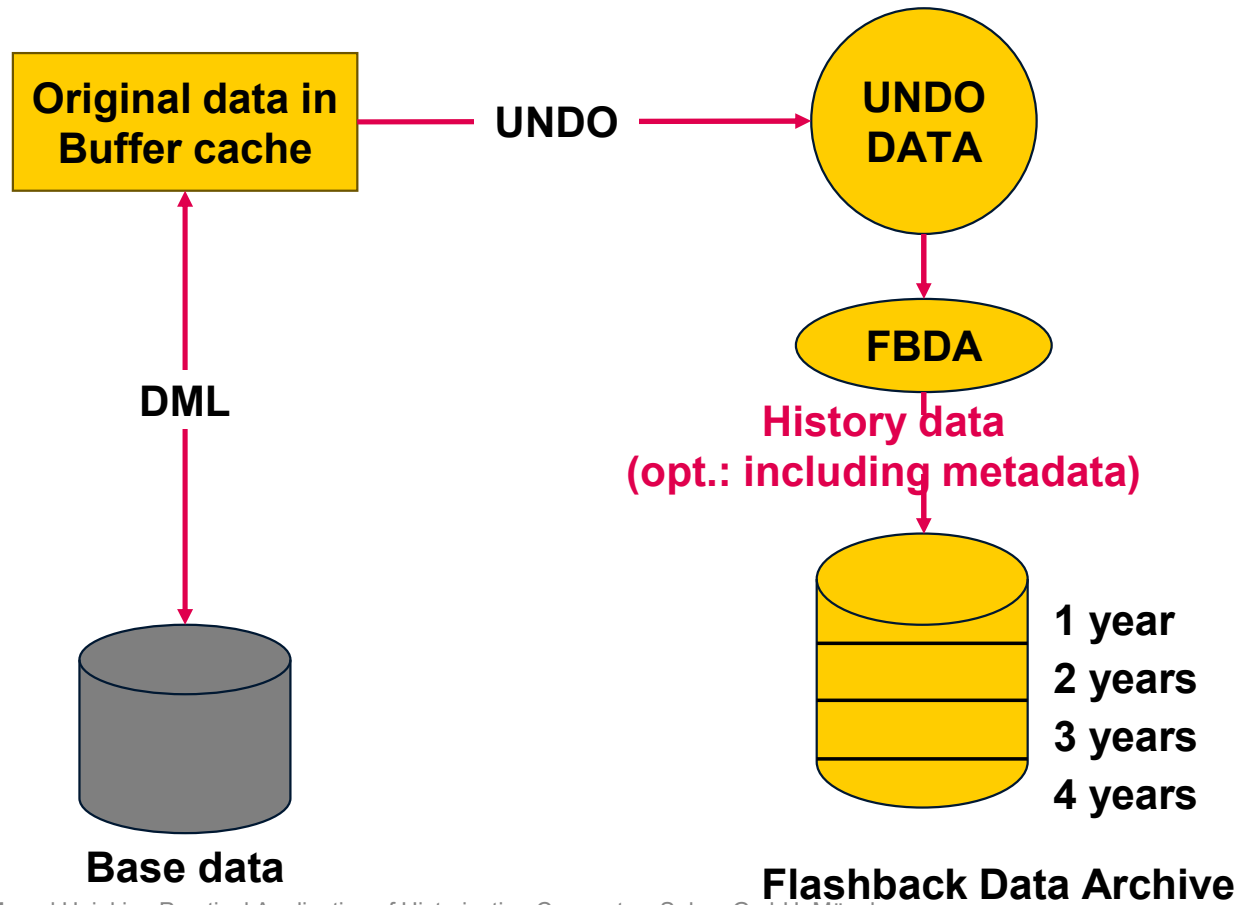 Original data in
Buffer cache
UNDO
UNDO
DATA
FBDA
DML
History data
(opt.: including metadata)
1 year
2 years
3 years
4 years
Base data
Flashback Data Archive